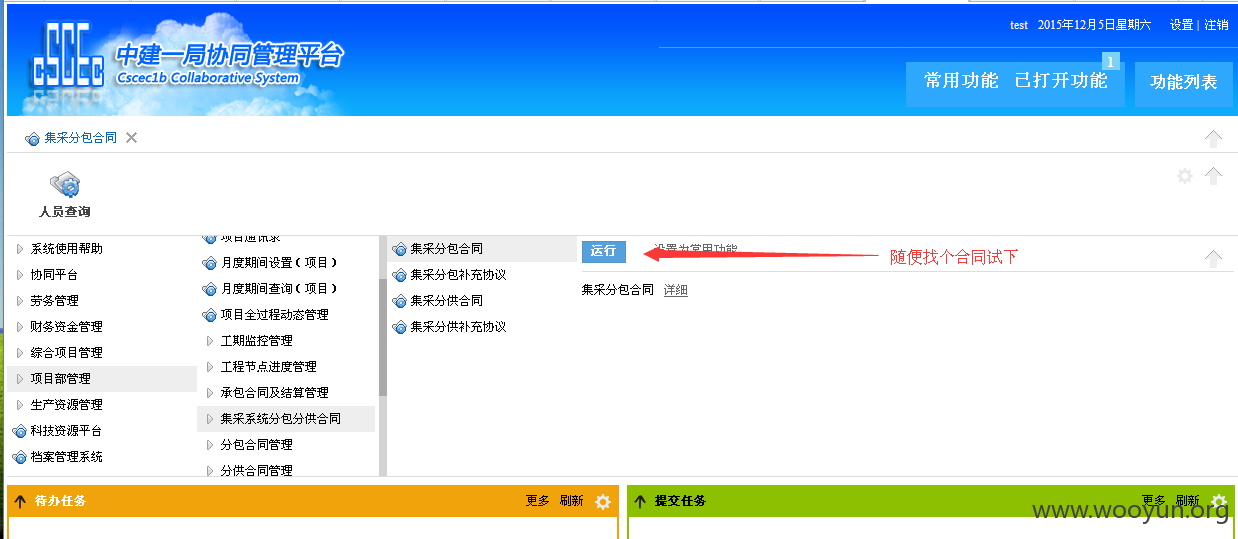 test 2015年12月5日星期六 设置 | 注销
CSCEC
中建一局协同管理平台
Cscec1b Collaborative System
1
常用功能 已打开功能 功能列表
集采分包合同
人员查询
系统使用帮助
协同平台
劳务管理
财务资金管理
综合项目管理
项目部管理
生产资源管理
科技资源平台
档案管理系统
项目通讯录
月度期间设置（项目）
月度期间查询（项目）
项目全过程动态管理
工期监控管理
工程节点进度管理
承包合同及结算管理
集采系统分包分供合同
分包合同管理
分供合同管理
集采分包合同
集采分包补充协议
集采分供合同
集采分供补充协议
运行 设置为常用功能
随便找个合同试下
集采分包合同 详细
待办任务 更多 刷新
提交任务 更多 刷新
www.wooyun.org